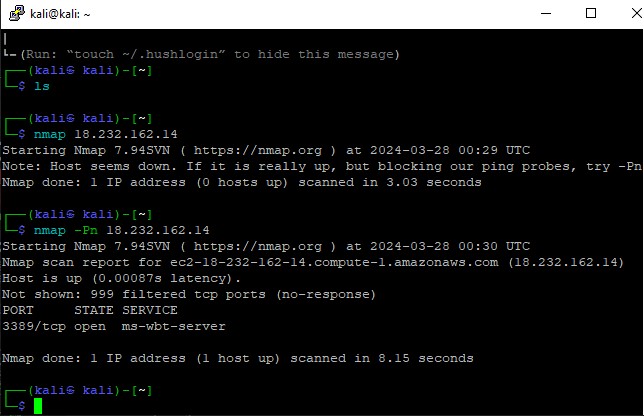 kali@kali: ~
└─(Run: “touch ~/.hushlogin” to hide this message)
┌──(kali㉿kali)-[~]
└─$ ls
┌──(kali㉿kali)-[~]
└─$ nmap 18.232.162.14
Starting Nmap 7.94SVN ( https://nmap.org ) at 2024-03-28 00:29 UTC
Note: Host seems down. If it is really up, but blocking our ping probes, try -Pn
Nmap done: 1 IP address (0 hosts up) scanned in 3.03 seconds
┌──(kali㉿kali)-[~]
└─$ nmap -Pn 18.232.162.14
Starting Nmap 7.94SVN ( https://nmap.org ) at 2024-03-28 00:30 UTC
Nmap scan report for ec2-18-232-162-14.compute-1.amazonaws.com (18.232.162.14)
Host is up (0.00087s latency).
Not shown: 999 filtered tcp ports (no-response)
PORT     STATE SERVICE
3389/tcp open  ms-wbt-server
Nmap done: 1 IP address (1 host up) scanned in 8.15 seconds
┌──(kali㉿kali)-[~]
└─$